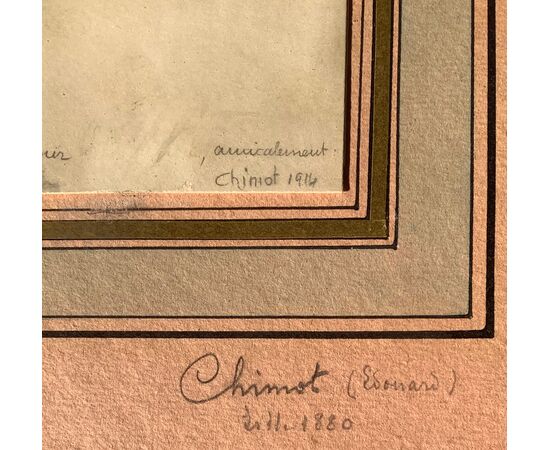 , amicalement.
Chimot 1914
Chimot (Edouard)
Lill. 1880